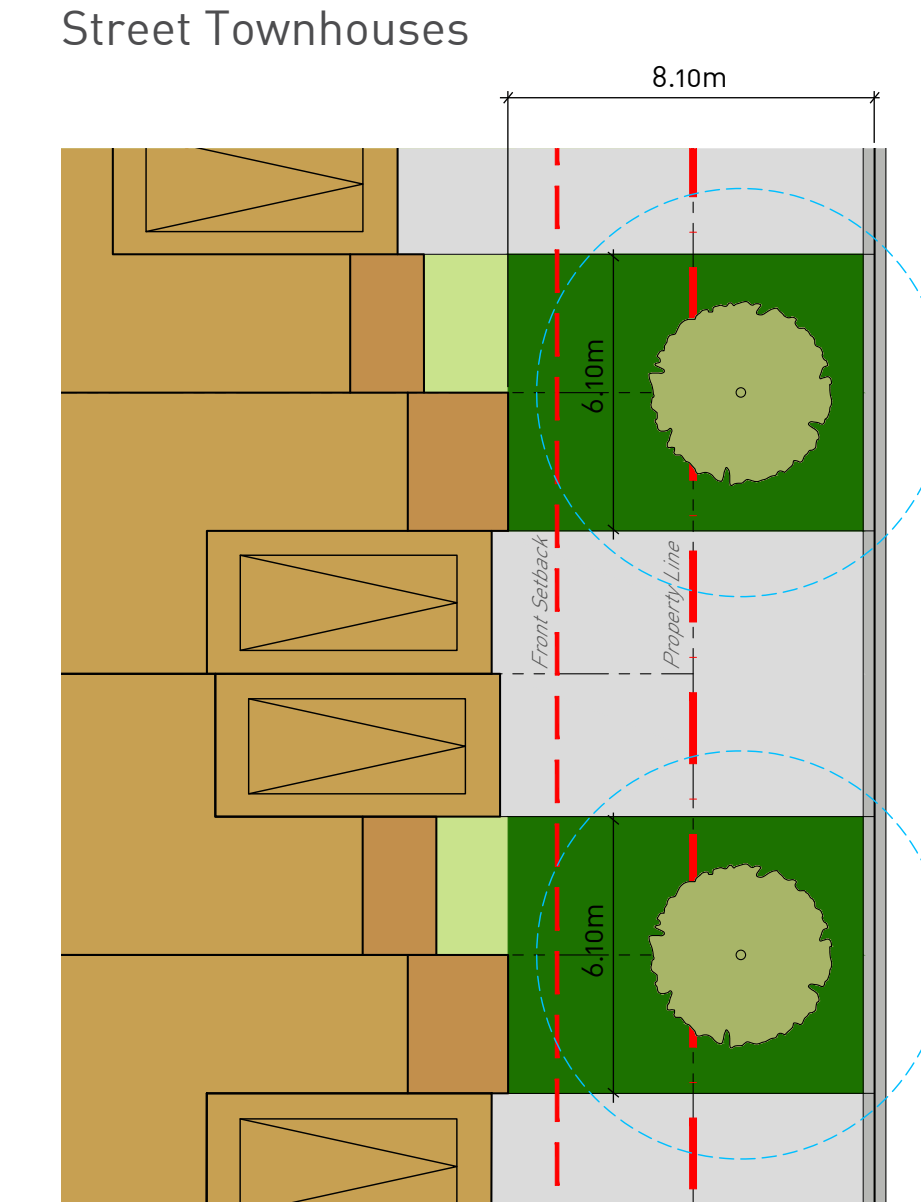 Street Townhouses
8.10m
6.10m
Front Setback
Property Line
6.10m